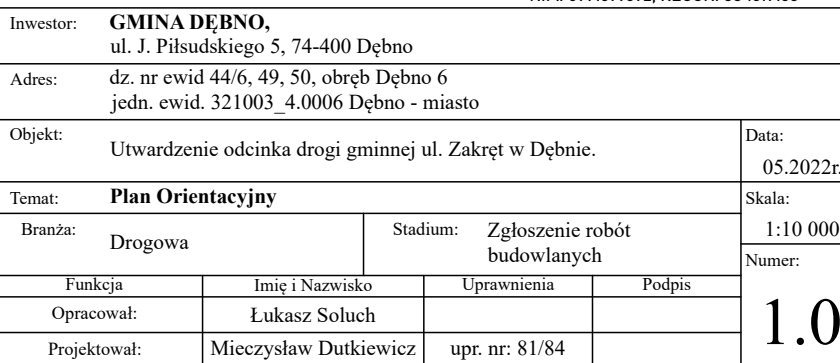 Inwestor: GMINA DĘBNO,
ul. J. Piłsudskiego 5, 74-400 Dębno
Adres: dz. nr ewid 44/6, 49, 50, obręb Dębno 6
jedn. ewid. 321003_4.0006 Dębno - miasto
Objekt: Utwardzenie odcinka drogi gminnej ul. Zakręt w Dębnie.
Data:
05.2022r.
Temat: Plan Orientacyjny
Skala:
1:10 000
Branża: Drogowa
Stadium: Zgłoszenie robót
budowlanych
Numer:
1.0
Funkcja Imię i Nazwisko Uprawnienia Podpis
Opracował: Łukasz Soluch
Projektował: Mieczysław Dutkiewicz upr. nr: 81/84